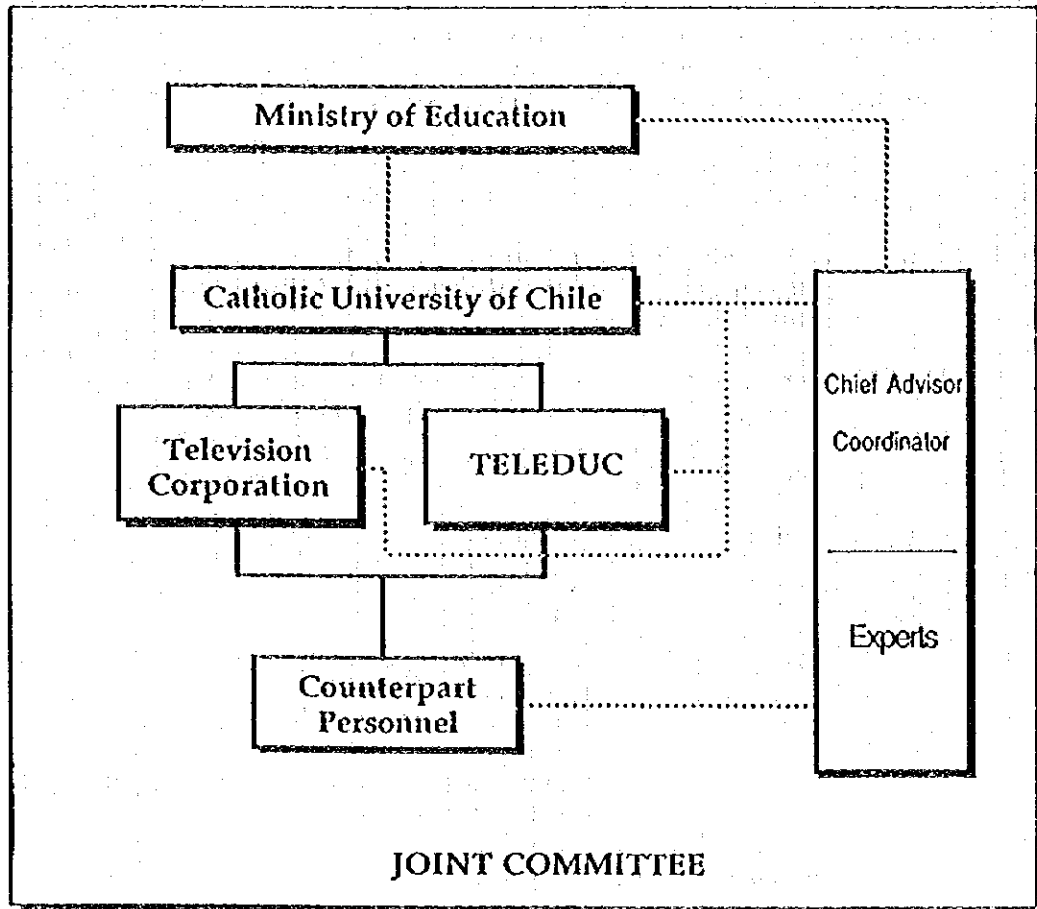 Ministry of Education
Catholic University of Chile
Television
Corporation
TELEDUC
Chief Advisor
Coordinator
Experts
Counterpart
Personnel
JOINT COMMITTEE